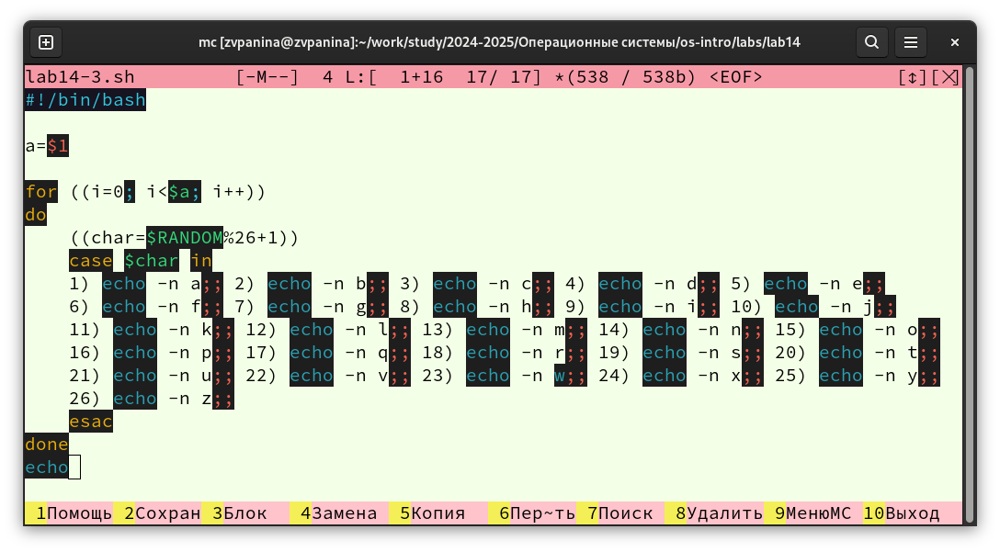 mc [zvpanina@zvpanina]:~/work/study/2024-2025/Операционные системы/os-intro/labs/lab14
lab14-3.sh [-M--] 4 L:[ 1+16 17/ 17] *(538 / 538b) <EOF> [↕][X]
#!/bin/bash
a=$1
for ((i=0; i<$a; i++))
do
((char=$RANDOM%26+1))
case $char in
1) echo -n a;; 2) echo -n b;; 3) echo -n c;; 4) echo -n d;; 5) echo -n e;;
6) echo -n f;; 7) echo -n g;; 8) echo -n h;; 9) echo -n i;; 10) echo -n j;;
11) echo -n k;; 12) echo -n l;; 13) echo -n m;; 14) echo -n n;; 15) echo -n o;;
16) echo -n p;; 17) echo -n q;; 18) echo -n r;; 19) echo -n s;; 20) echo -n t;;
21) echo -n u;; 22) echo -n v;; 23) echo -n w;; 24) echo -n x;; 25) echo -n y;;
26) echo -n z;;
esac
done
echo
1Помощь 2Сохран 3Блок 4Замена 5Копия 6Пер~ть 7Поиск 8Удалить 9МенюMC 10Выход